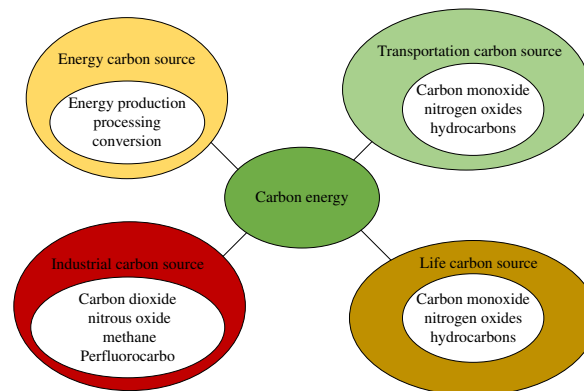 Energy carbon source
Energy production
processing
conversion
Transportation carbon source
Carbon monoxide
nitrogen oxides
hydrocarbons
Carbon energy
Industrial carbon source
Carbon dioxide
nitrous oxide
methane
Perfluorocarbo
Life carbon source
Carbon monoxide
nitrogen oxides
hydrocarbons